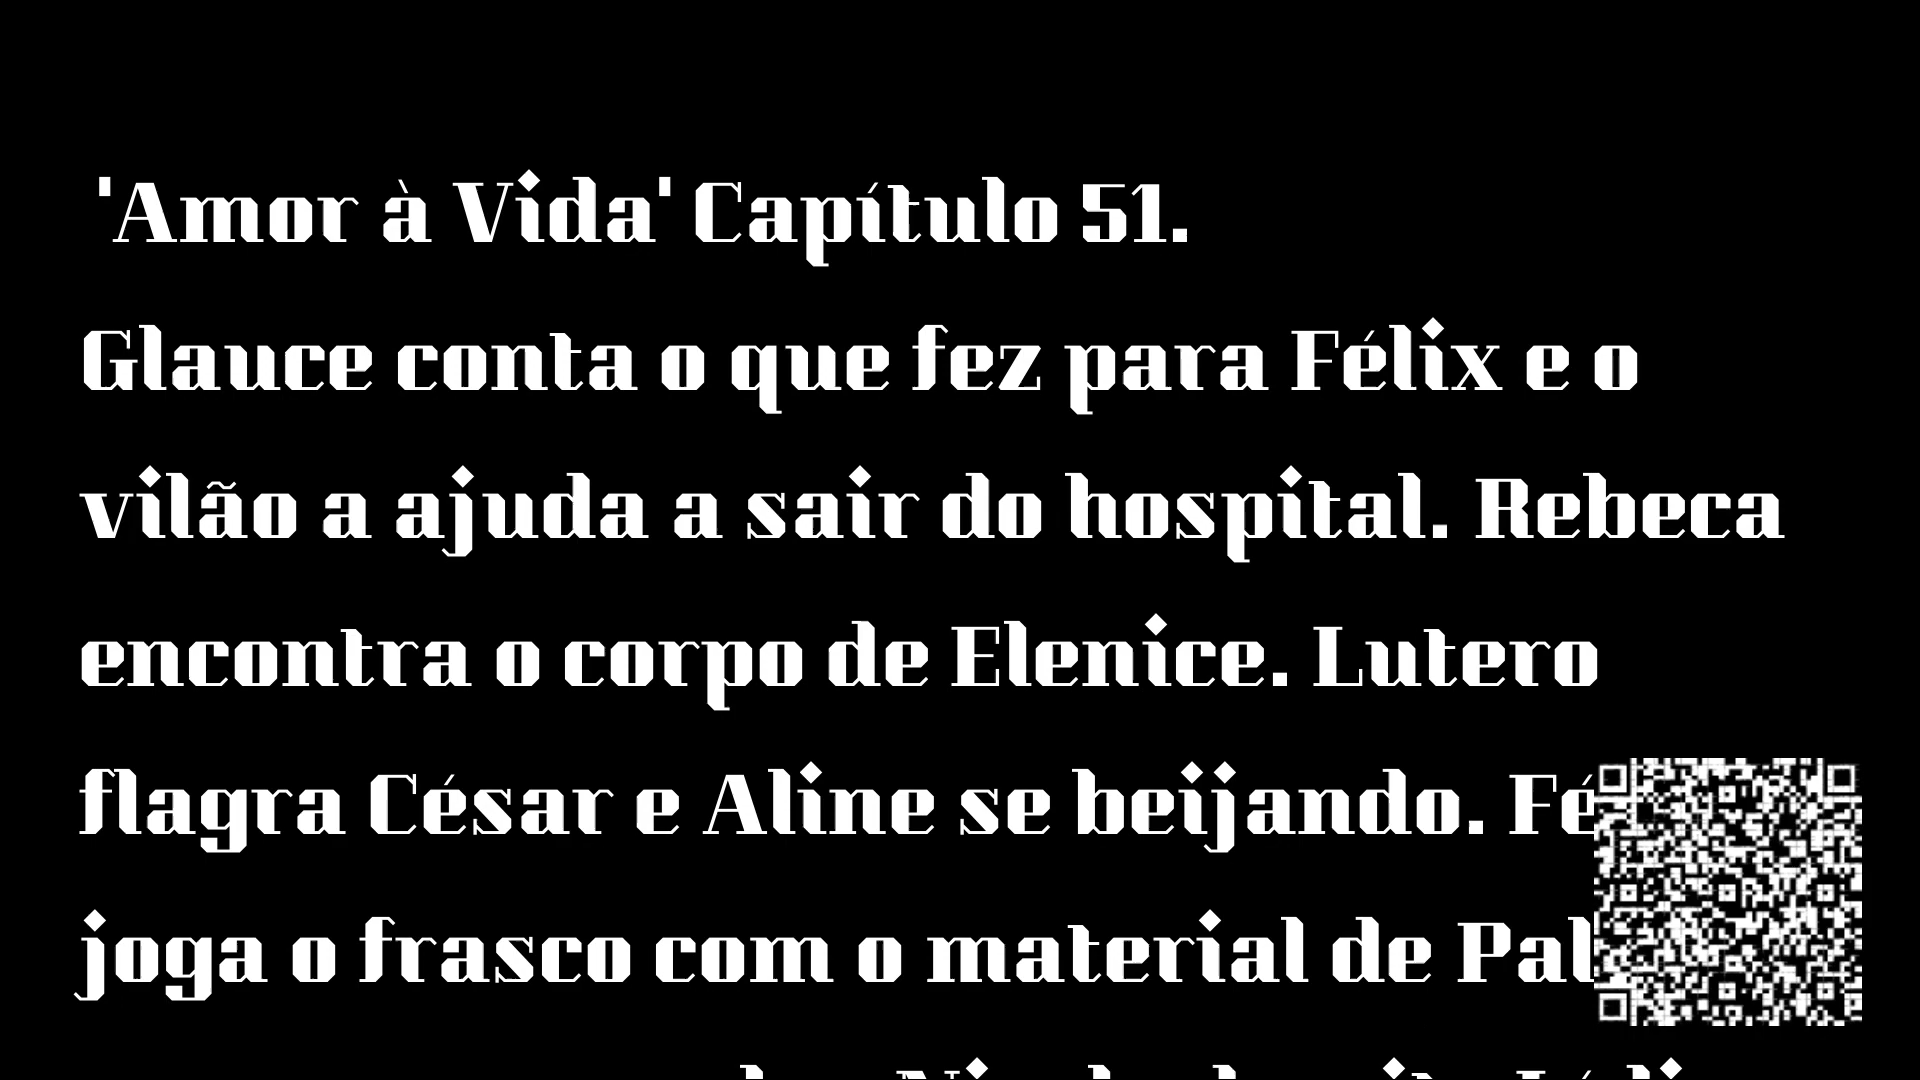 'Amor à Vida' Capítulo 51.
Glauce conta o que fez para Félix e o
vilão a ajuda a sair do hospital. Rebeca
encontra o corpo de Elenice. Lutero
flagra César e Aline se beijando.
joga o frasco com o material de